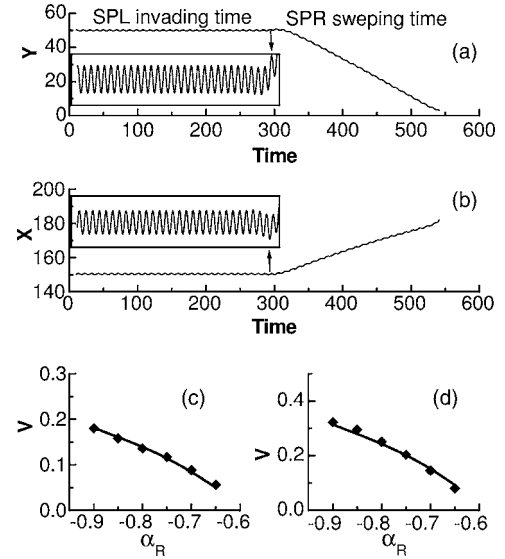 SPL invading time SPR sweping time
60
40
20
0
Y
(a)
0 100 200 300 400 500 600
Time
200
180
160
140
X
(b)
0 100 200 300 400 500 600
Time
0.3
0.2
0.1
0.0
V
(c)
-0.9 -0.8 -0.7 -0.6
α_R
0.4
0.2
0.0
V
(d)
-0.9 -0.8 -0.7 -0.6
α_R